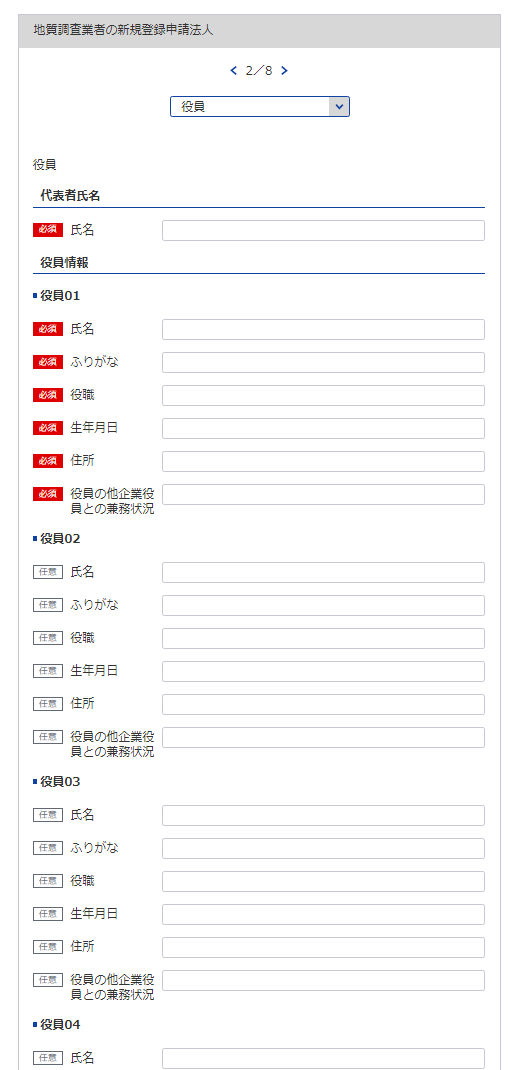 地質調査業者の新規登録申請法人
2／8
役員
役員
代表者氏名
必須 氏名
役員情報
役員01
必須 氏名
必須 ふりがな
必須 役職
必須 生年月日
必須 住所
必須 役員の他企業役
員との兼務状況
役員02
任意 氏名
任意 ふりがな
任意 役職
任意 生年月日
任意 住所
任意 役員の他企業役
員との兼務状況
役員03
任意 氏名
任意 ふりがな
任意 役職
任意 生年月日
任意 住所
任意 役員の他企業役
員との兼務状況
役員04
任意 氏名